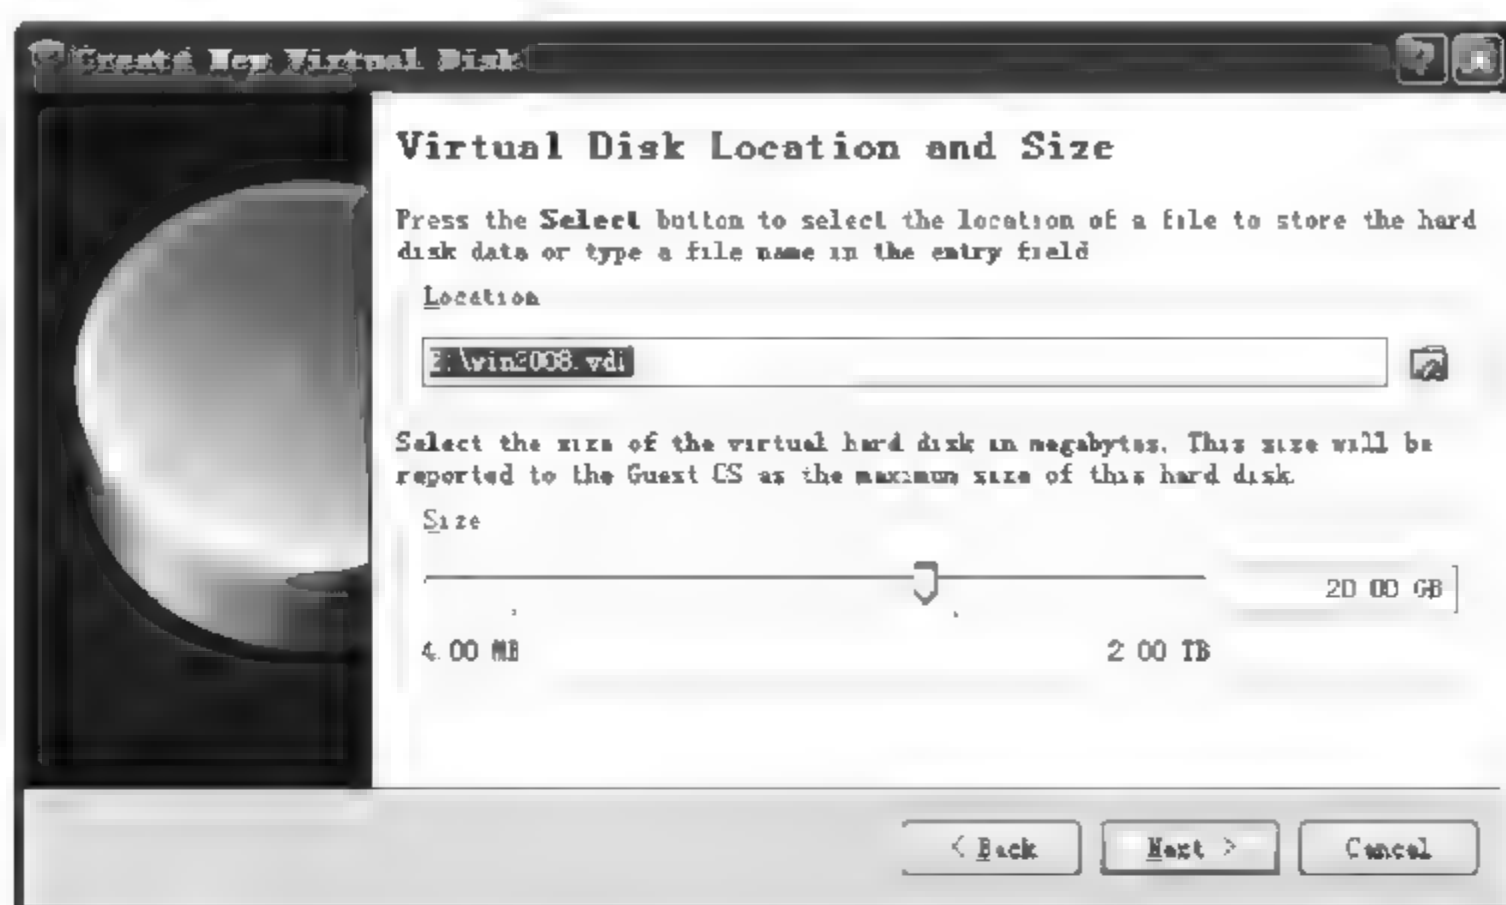 Create New Virtual Disk
Virtual Disk Location and Size
Press the Select button to select the location of a file to store the hard
disk data or type a file name in the entry field
Location
:\win2008.vdi
Select the size of the virtual hard disk in megabytes. This size will be
reported to the Guest OS as the maximum size of this hard disk.
Size
20.00 GB
4.00 MB
2.00 TB
< Back
Next >
Cancel